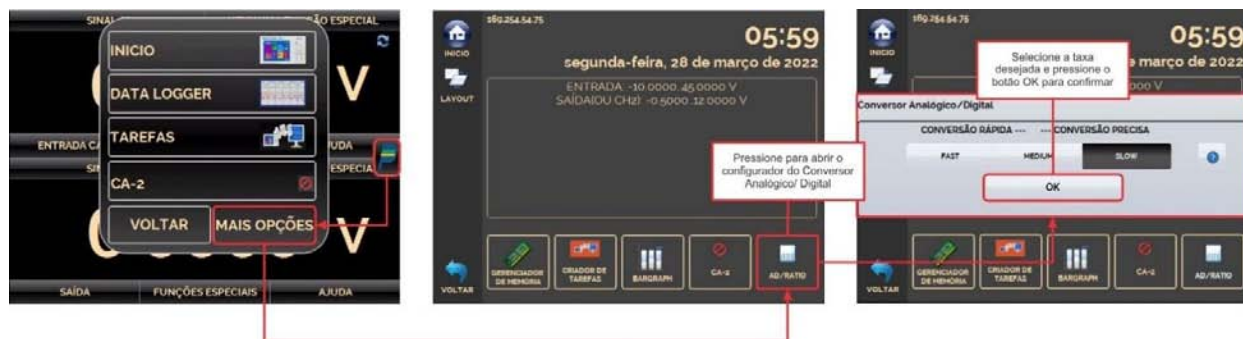 SINAL
ÃO ESPECIAL
INICIO
DATA LOGGER
TAREFAS
CA-2
VOLTAR
MAIS OPÇÕES
V
ENTRADA CA
JUDA
ESPECIAL
V
SAÍDA
FUNÇÕES ESPECIAIS
AJUDA
169.254.54.75
INICIO
LAYOUT
05:59
segunda-feira, 28 de março de 2022
ENTRADA: -10.0000..45.0000 V
SAÍDA(OU CH2): -0.5000..12.0000 V
Pressione para abrir o
configurador do Conversor
Analógico/ Digital
VOLTAR
GERENCIADOR
DE MEMÓRIA
CRIADOR DE
TAREFAS
BARGRAPH
CA-2
AD/RATIO
169.254.54.75
INICIO
05:59
e março de 2022
Selecione a taxa
desejada e pressione o
botão OK para confirmar
000 V
Conversor Analógico/Digital
CONVERSÃO RÁPIDA --- --- CONVERSÃO PRECISA
FAST MEDIUM SLOW
OK
VOLTAR
GERENCIADOR
DE MEMÓRIA
CRIADOR DE
TAREFAS
BARGRAPH
CA-2
AD/RATIO